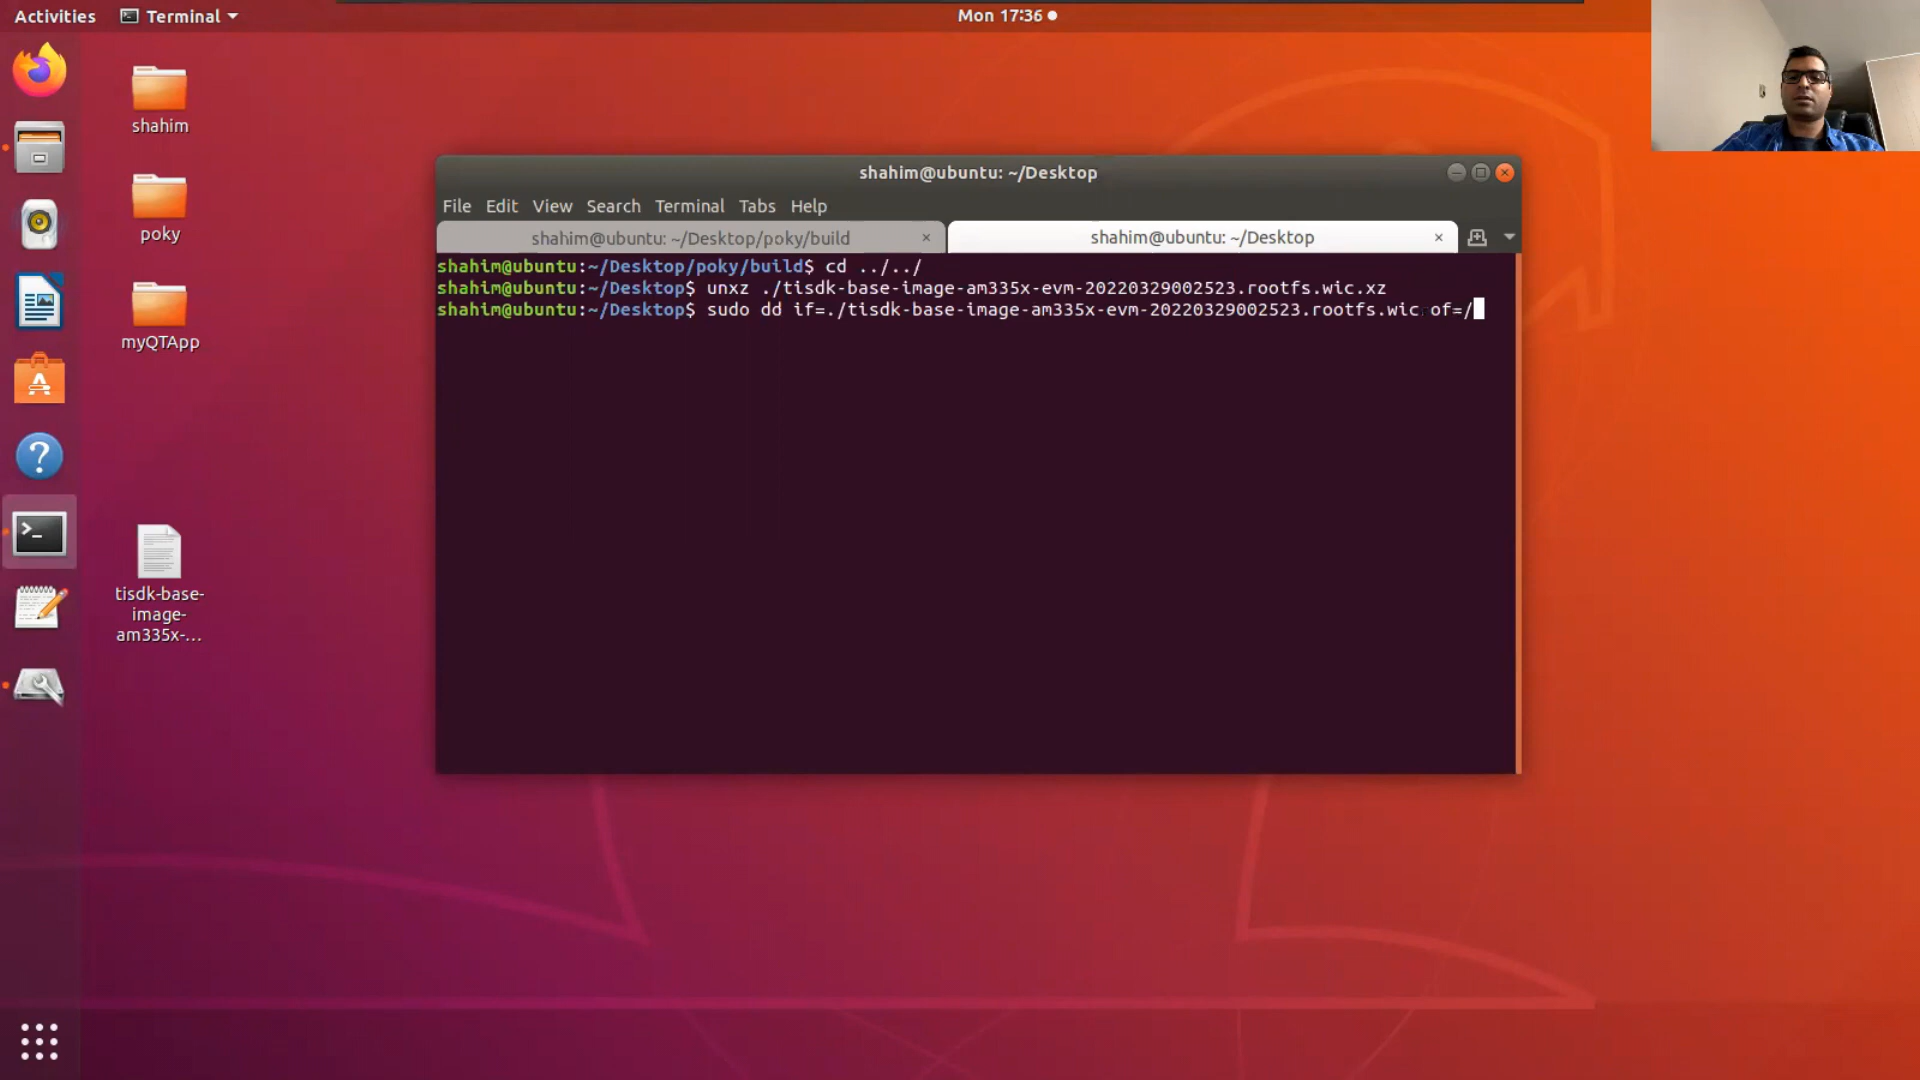 Activities
Terminal
Mon 17:36
shahim
poky
myQTApp
tisdk-base-
image-
am335x-...
shahim@ubuntu: ~/Desktop
File Edit View Search Terminal Tabs Help
shahim@ubuntu: ~/Desktop/poky/build
shahim@ubuntu: ~/Desktop
shahim@ubuntu:~/Desktop/poky/build$ cd ../../
shahim@ubuntu:~/Desktop$ unxz ./tisdk-base-image-am335x-evm-20220329002523.rootfs.wic.xz
shahim@ubuntu:~/Desktop$ sudo dd if=./tisdk-base-image-am335x-evm-20220329002523.rootfs.wic of=/